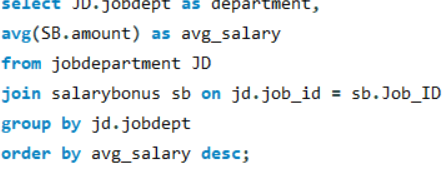 select JD.jobdept as department,
avg(SB.amount) as avg_salary
from jobdepartment JD
join salarybonus sb on jd.job_id = sb.Job_ID
group by jd.jobdept
order by avg_salary desc;